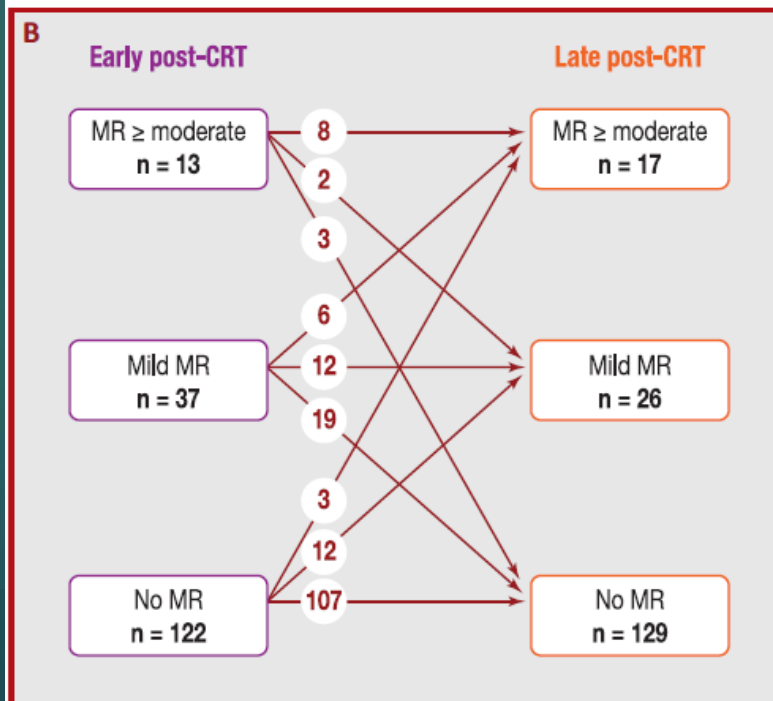 B
Early post-CRT
Late post-CRT
MR ≥ moderate
n = 13
8
2
3
MR ≥ moderate
n = 17
Mild MR
n = 37
6
12
19
Mild MR
n = 26
No MR
n = 122
3
12
107
No MR
n = 129